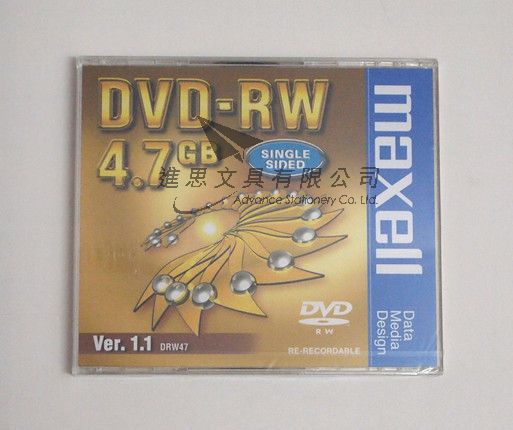 DVD-RW
4.7GB
SINGLE
SIDED
進思文具有限公司
Advance Stationery Co. Ltd.
maxell
Data
Media
Design
DVD
RW
RE-RECORDABLE
Ver. 1.1 DRW47